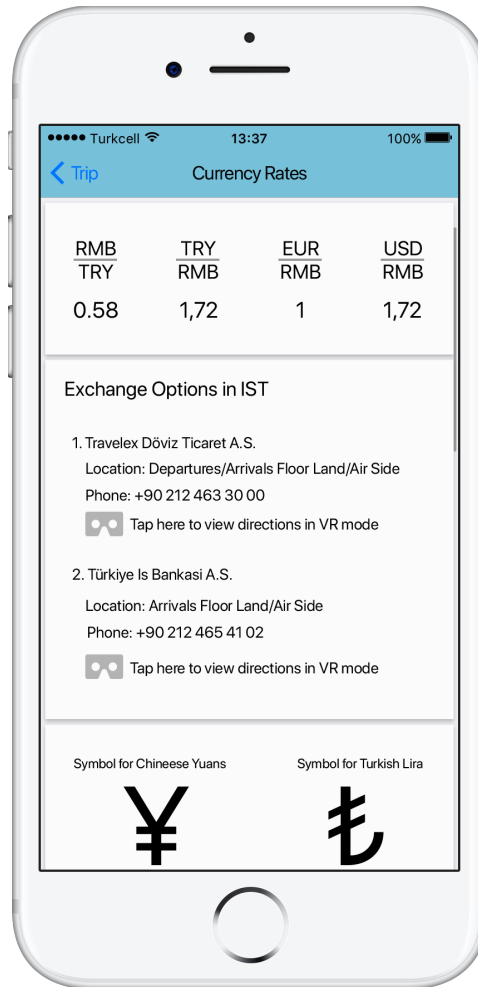 Turkcell 13:37 100%
Trip Currency Rates
RMB TRY EUR USD
TRY RMB RMB RMB
0.58 1,72 1 1,72
Exchange Options in IST
1. Travelex Döviz Ticaret A.S.
Location: Departures/Arrivals Floor Land/Air Side
Phone: +90 212 463 30 00
Tap here to view directions in VR mode
2. Türkiye Is Bankasi A.S.
Location: Arrivals Floor Land/Air Side
Phone: +90 212 465 41 02
Tap here to view directions in VR mode
Symbol for Chineese Yuans Symbol for Turkish Lira
¥ ₺